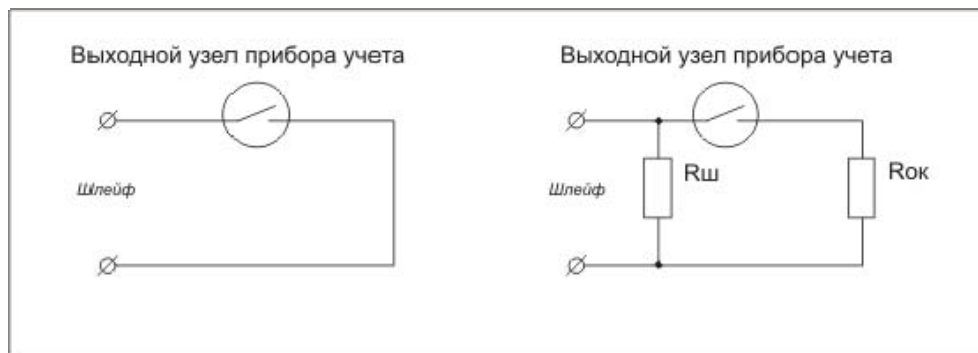 Выходной узел прибора учета
Шлейф
Выходной узел прибора учета
Шлейф
Rш
Rок